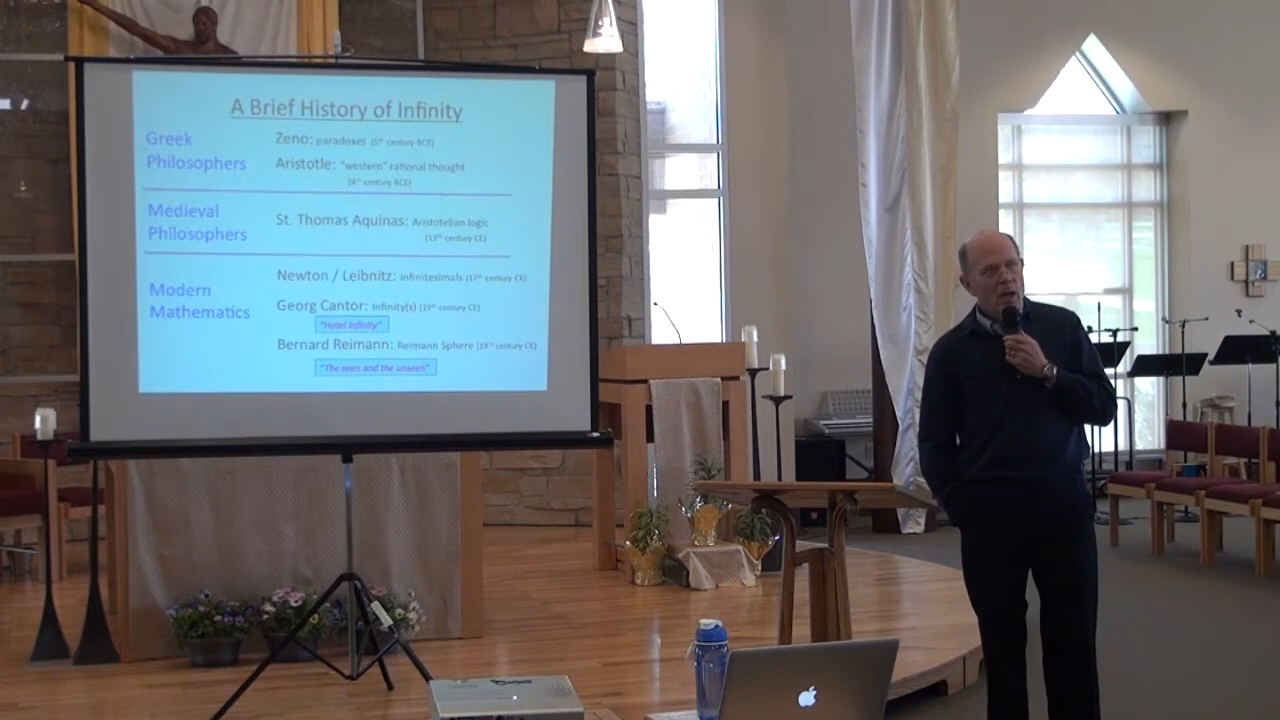 A Brief History of Infinity
Greek
Philosophers
Zeno: paradoxes (5th century BCE)
Aristotle: "western" rational thought
(4th century BCE)
Medieval
Philosophers
St. Thomas Aquinas: Aristotelian logic
(13th century CE)
Modern
Mathematics
Newton / Leibnitz: infinitesimals (17th century CE)
Georg Cantor: Infinity(s) (19th century CE)
"Hotel Infinity"
Bernard Reimann: Reimann Sphere (19th century CE)
"The seen and the unseen"